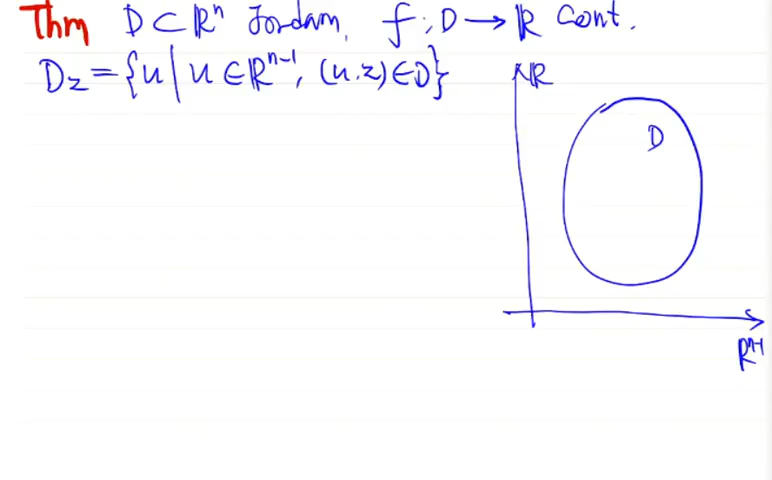 Thm D ⊂ ℝⁿ Jordan, f: D → ℝ cont.
D_z = {u | u ∈ ℝⁿ⁻¹, (u,z) ∈ D}
ℝ
D
ℝⁿ⁻¹